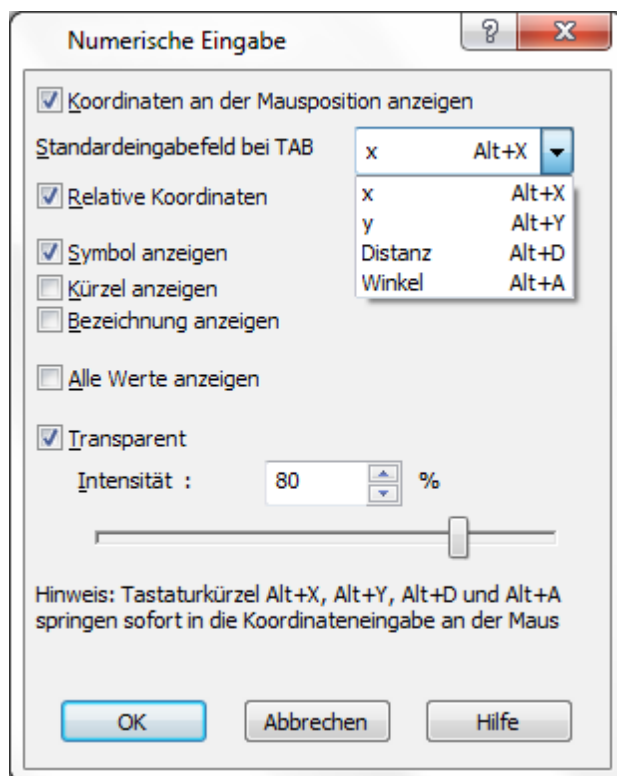 Numerische Eingabe
Koordinaten an der Mausposition anzeigen
Standardeingabefeld bei TAB
x Alt+X
Relative Koordinaten
x Alt+X
y Alt+Y
Distanz Alt+D
Winkel Alt+A
Symbol anzeigen
Kürzel anzeigen
Bezeichnung anzeigen
Alle Werte anzeigen
Transparent
Intensität : 80 %
Hinweis: Tastaturkürzel Alt+X, Alt+Y, Alt+D und Alt+A
springen sofort in die Koordinateneingabe an der Maus
OK Abbrechen Hilfe